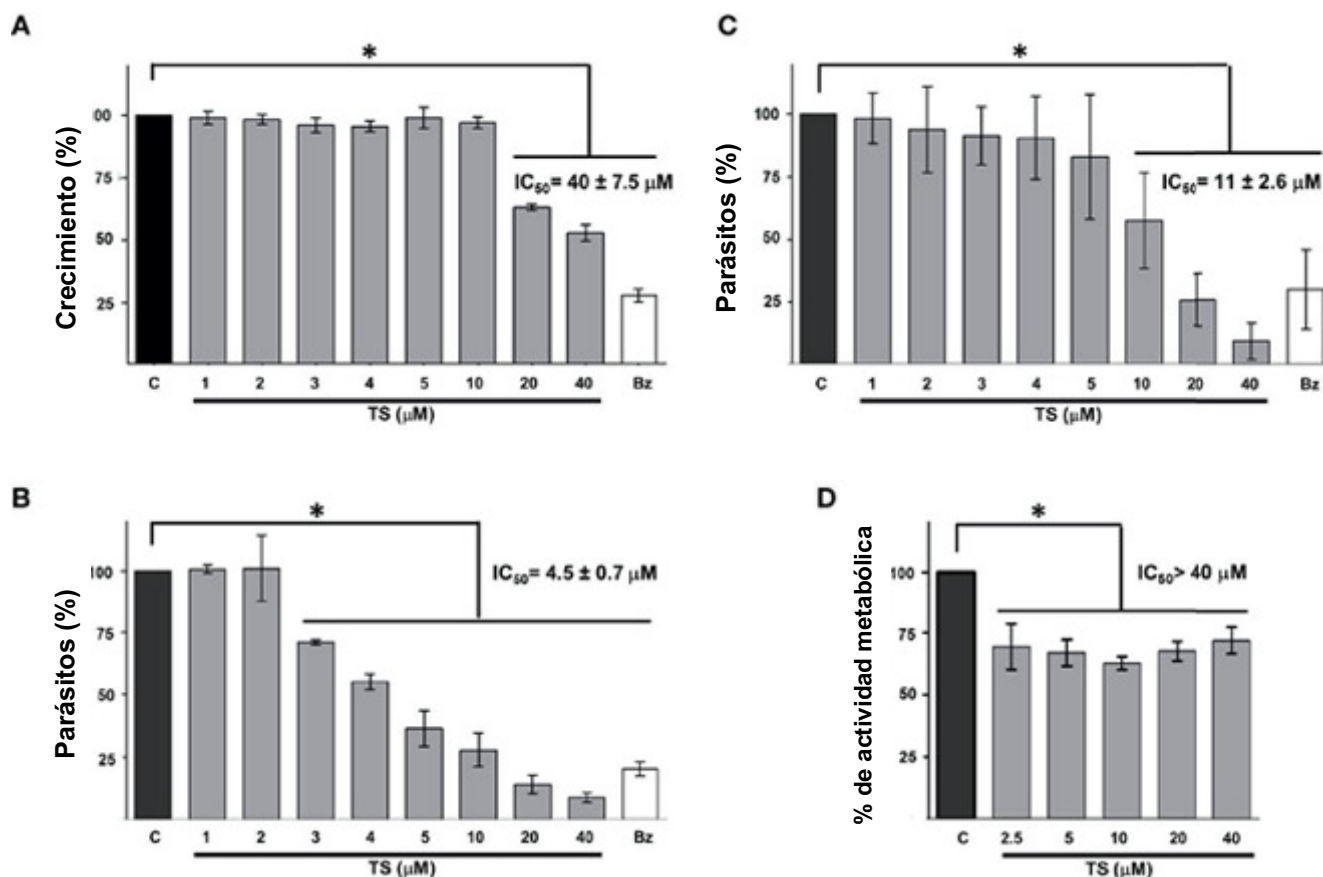 A
*
Crecimiento (%)
00
75
50
25
IC50= 40 ± 7.5 μM
C 1 2 3 4 5 10 20 40 Bz
TS (μM)
C
*
Parásitos (%)
100
75
50
25
IC50= 11 ± 2.6 μM
C 1 2 3 4 5 10 20 40 Bz
TS (μM)
B
*
Parásitos (%)
100
75
50
25
IC50= 4.5 ± 0.7 μM
C 1 2 3 4 5 10 20 40 Bz
TS (μM)
D
*
% de actividad metabólica
100
75
50
25
IC50> 40 μM
C 2.5 5 10 20 40
TS (μM)